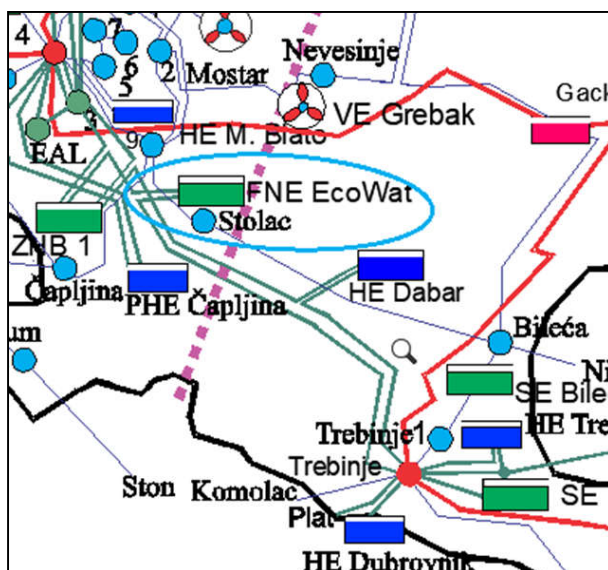 4
7
6
5
2
Mostar
Nevesinje
VE Grebak
Gack
3
9
HE M. Blato
EAL
FNE EcoWat
Stolac
ZHB 1
Čapljina
PHE Čapljina
HE Dabar
um
Bileća
Ni
SE Bile
Trebinje1
HE Tre
Trebinje
Ston
Komolac
Plat
SE
HE Dubrovnik